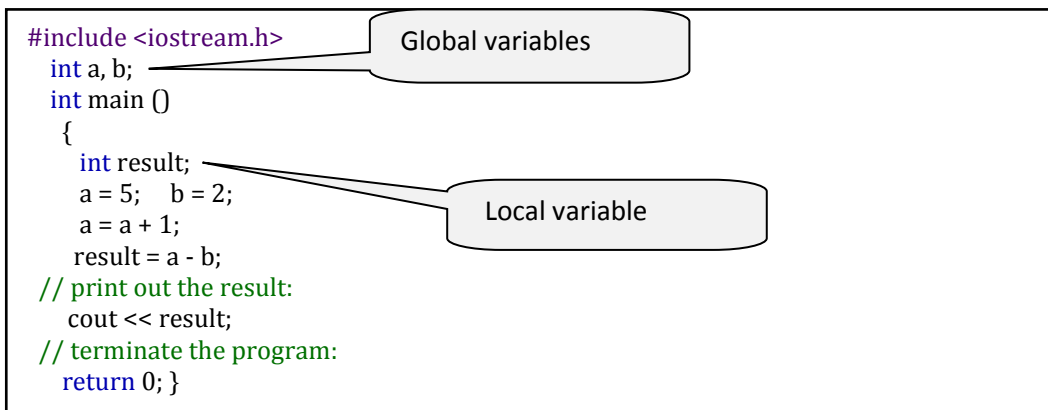 #include <iostream.h>
Global variables
int a, b;
int main ()
{
int result;
a = 5;    b = 2;
Local variable
a = a + 1;
result = a - b;
// print out the result:
cout << result;
// terminate the program:
return 0; }